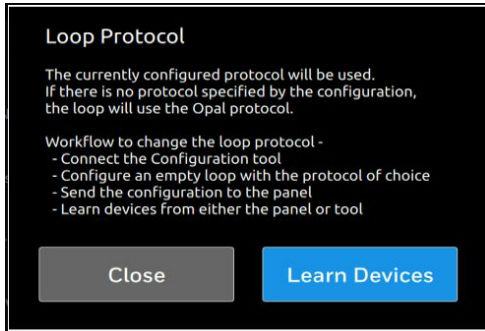 Loop Protocol
The currently configured protocol will be used.
If there is no protocol specified by the configuration,
the loop will use the Opal protocol.
Workflow to change the loop protocol -
- Connect the Configuration tool
- Configure an empty loop with the protocol of choice
- Send the configuration to the panel
- Learn devices from either the panel or tool
Close
Learn Devices